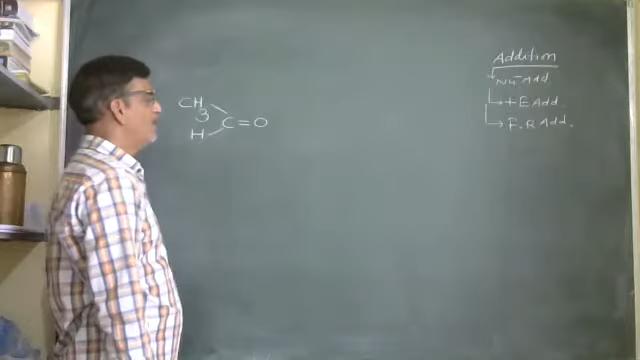 CH3
C=O
H
Addition
Nu- Add
+E Add.
F.R Add.